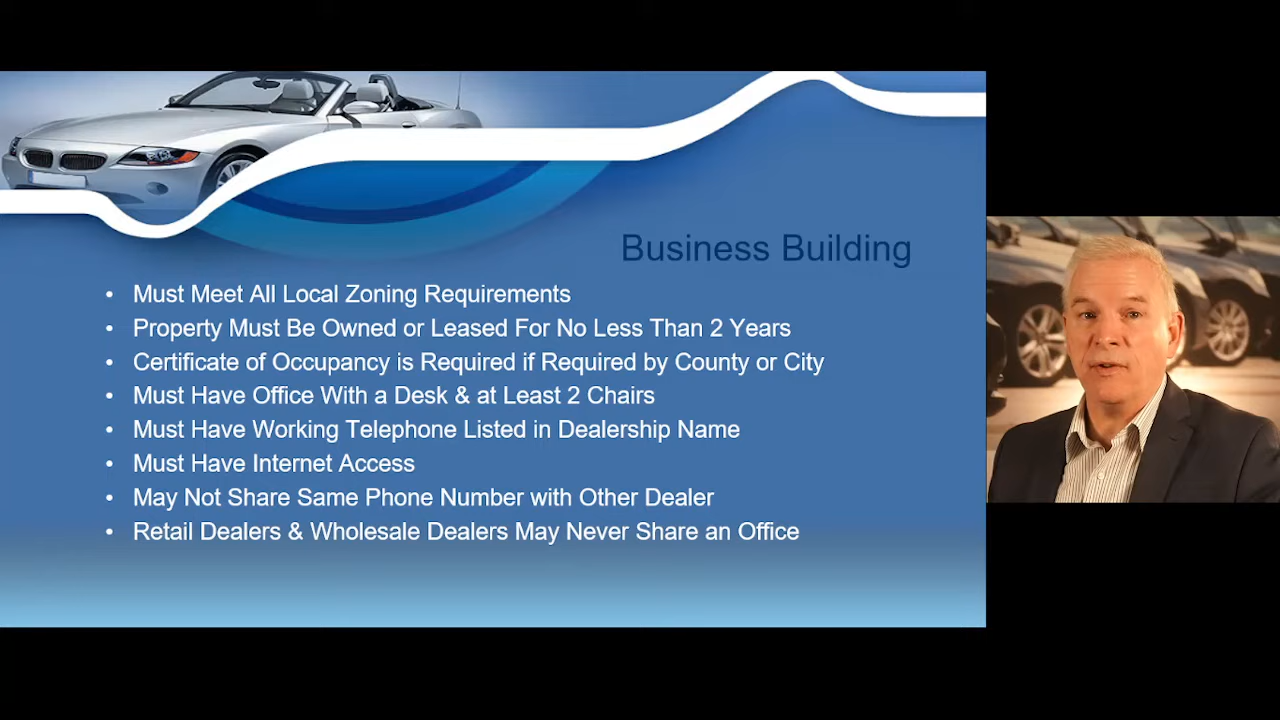 Business Building
• Must Meet All Local Zoning Requirements
• Property Must Be Owned or Leased For No Less Than 2 Years
• Certificate of Occupancy is Required if Required by County or City
• Must Have Office With a Desk & at Least 2 Chairs
• Must Have Working Telephone Listed in Dealership Name
• Must Have Internet Access
• May Not Share Same Phone Number with Other Dealer
• Retail Dealers & Wholesale Dealers May Never Share an Office